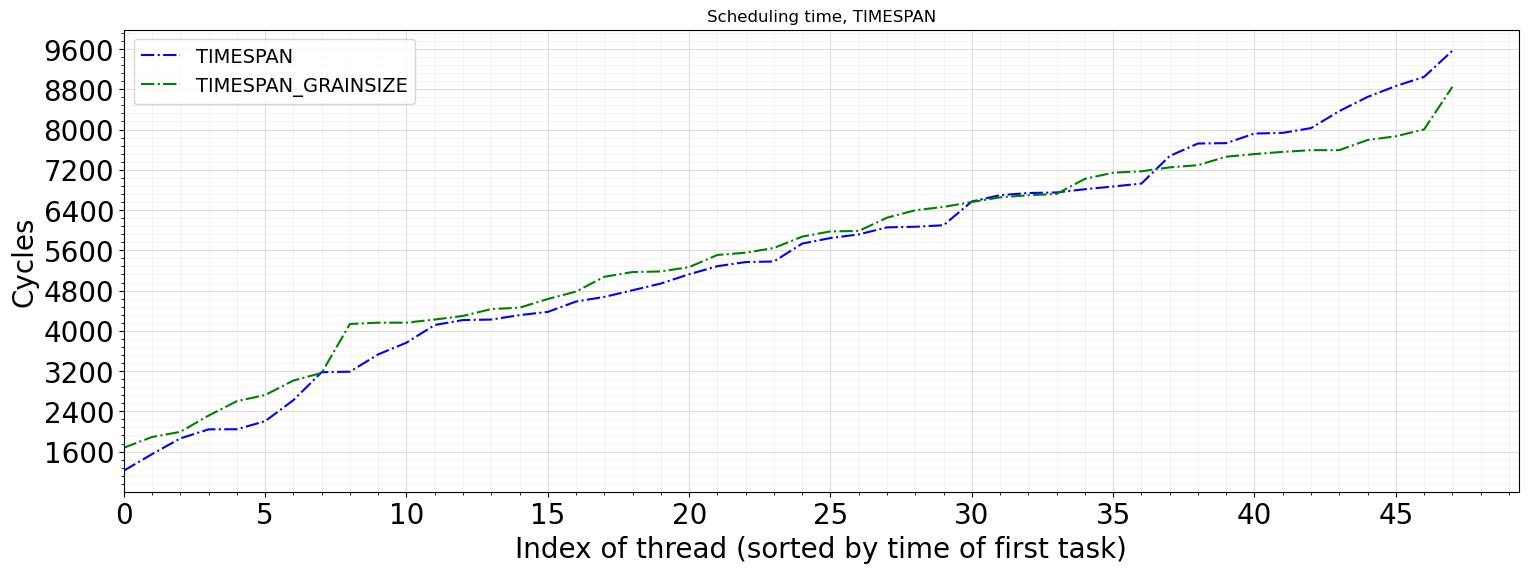 Scheduling time, TIMESPAN
TIMESPAN
TIMESPAN_GRAINSIZE
9600
8800
8000
7200
6400
5600
4800
4000
3200
2400
1600
Cycles
0 5 10 15 20 25 30 35 40 45
Index of thread (sorted by time of first task)